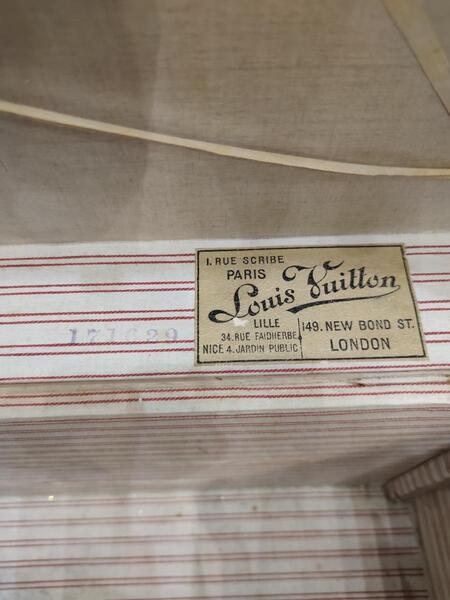 1. RUE SCRIBE
PARIS
Louis Vuitton
LILLE
34. RUE FAIDHERBE
NICE 4. JARDIN PUBLIC
149. NEW BOND ST.
LONDON